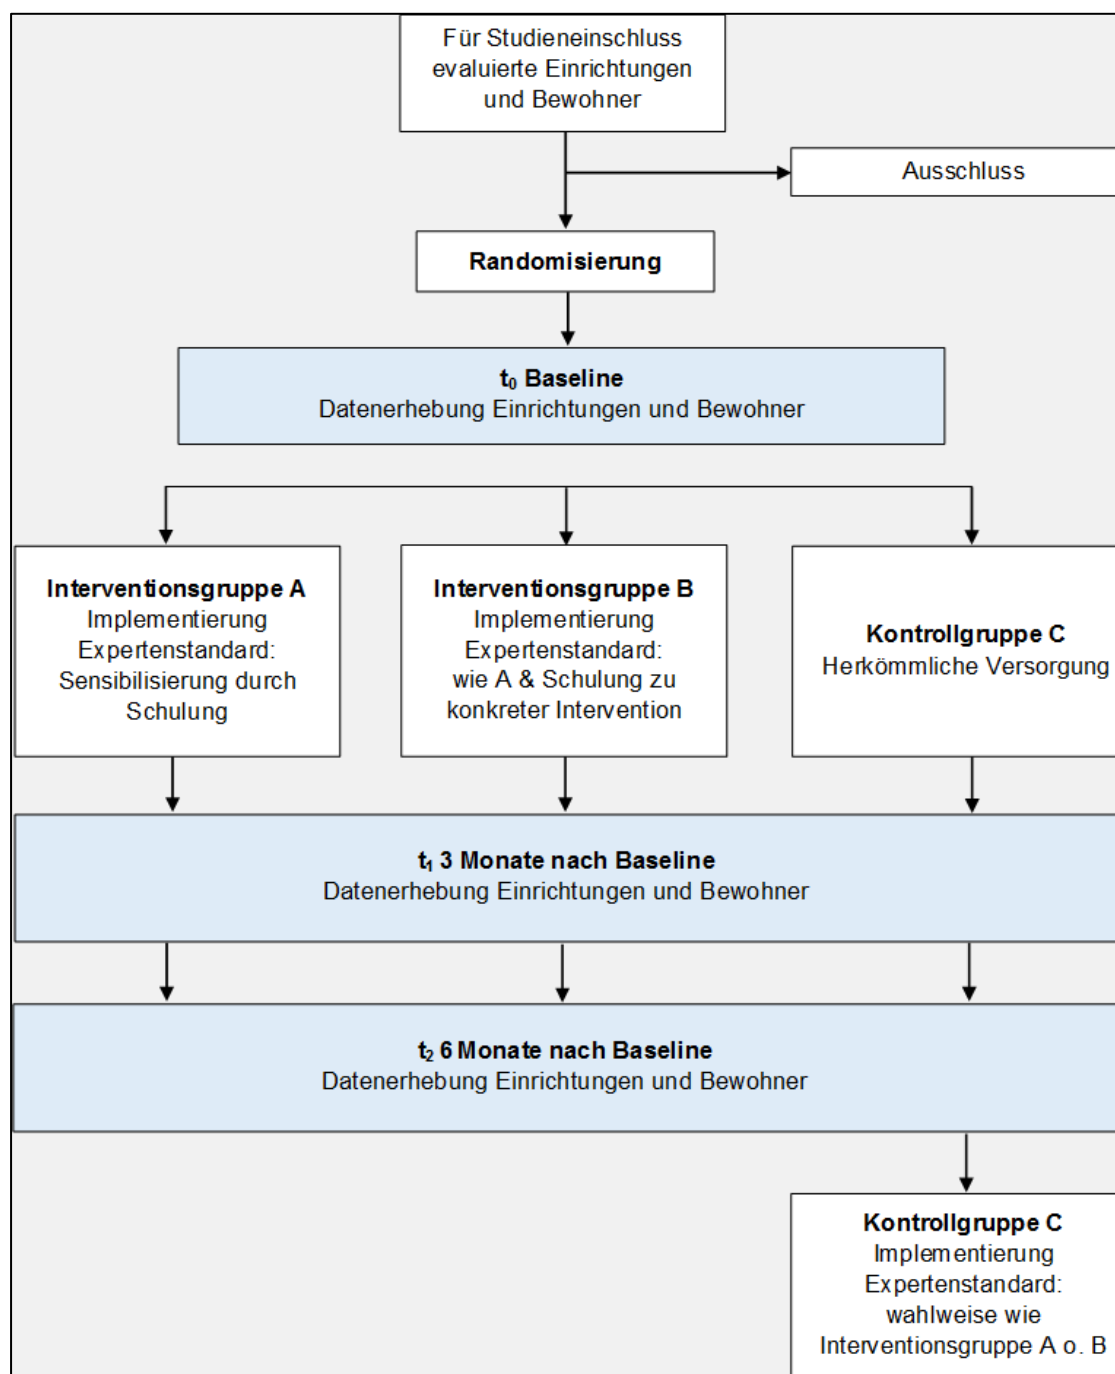 Für Studieneinschluss
evaluierte Einrichtungen
und Bewohner
Ausschluss
Randomisierung
t₀ Baseline
Datenerhebung Einrichtungen und Bewohner
Interventionsgruppe A
Implementierung
Expertenstandard:
Sensibilisierung durch
Schulung
Interventionsgruppe B
Implementierung
Expertenstandard:
wie A & Schulung zu
konkreter Intervention
Kontrollgruppe C
Herkömmliche Versorgung
t₁ 3 Monate nach Baseline
Datenerhebung Einrichtungen und Bewohner
t₂ 6 Monate nach Baseline
Datenerhebung Einrichtungen und Bewohner
Kontrollgruppe C
Implementierung
Expertenstandard:
wahlweise wie
Interventionsgruppe A o. B